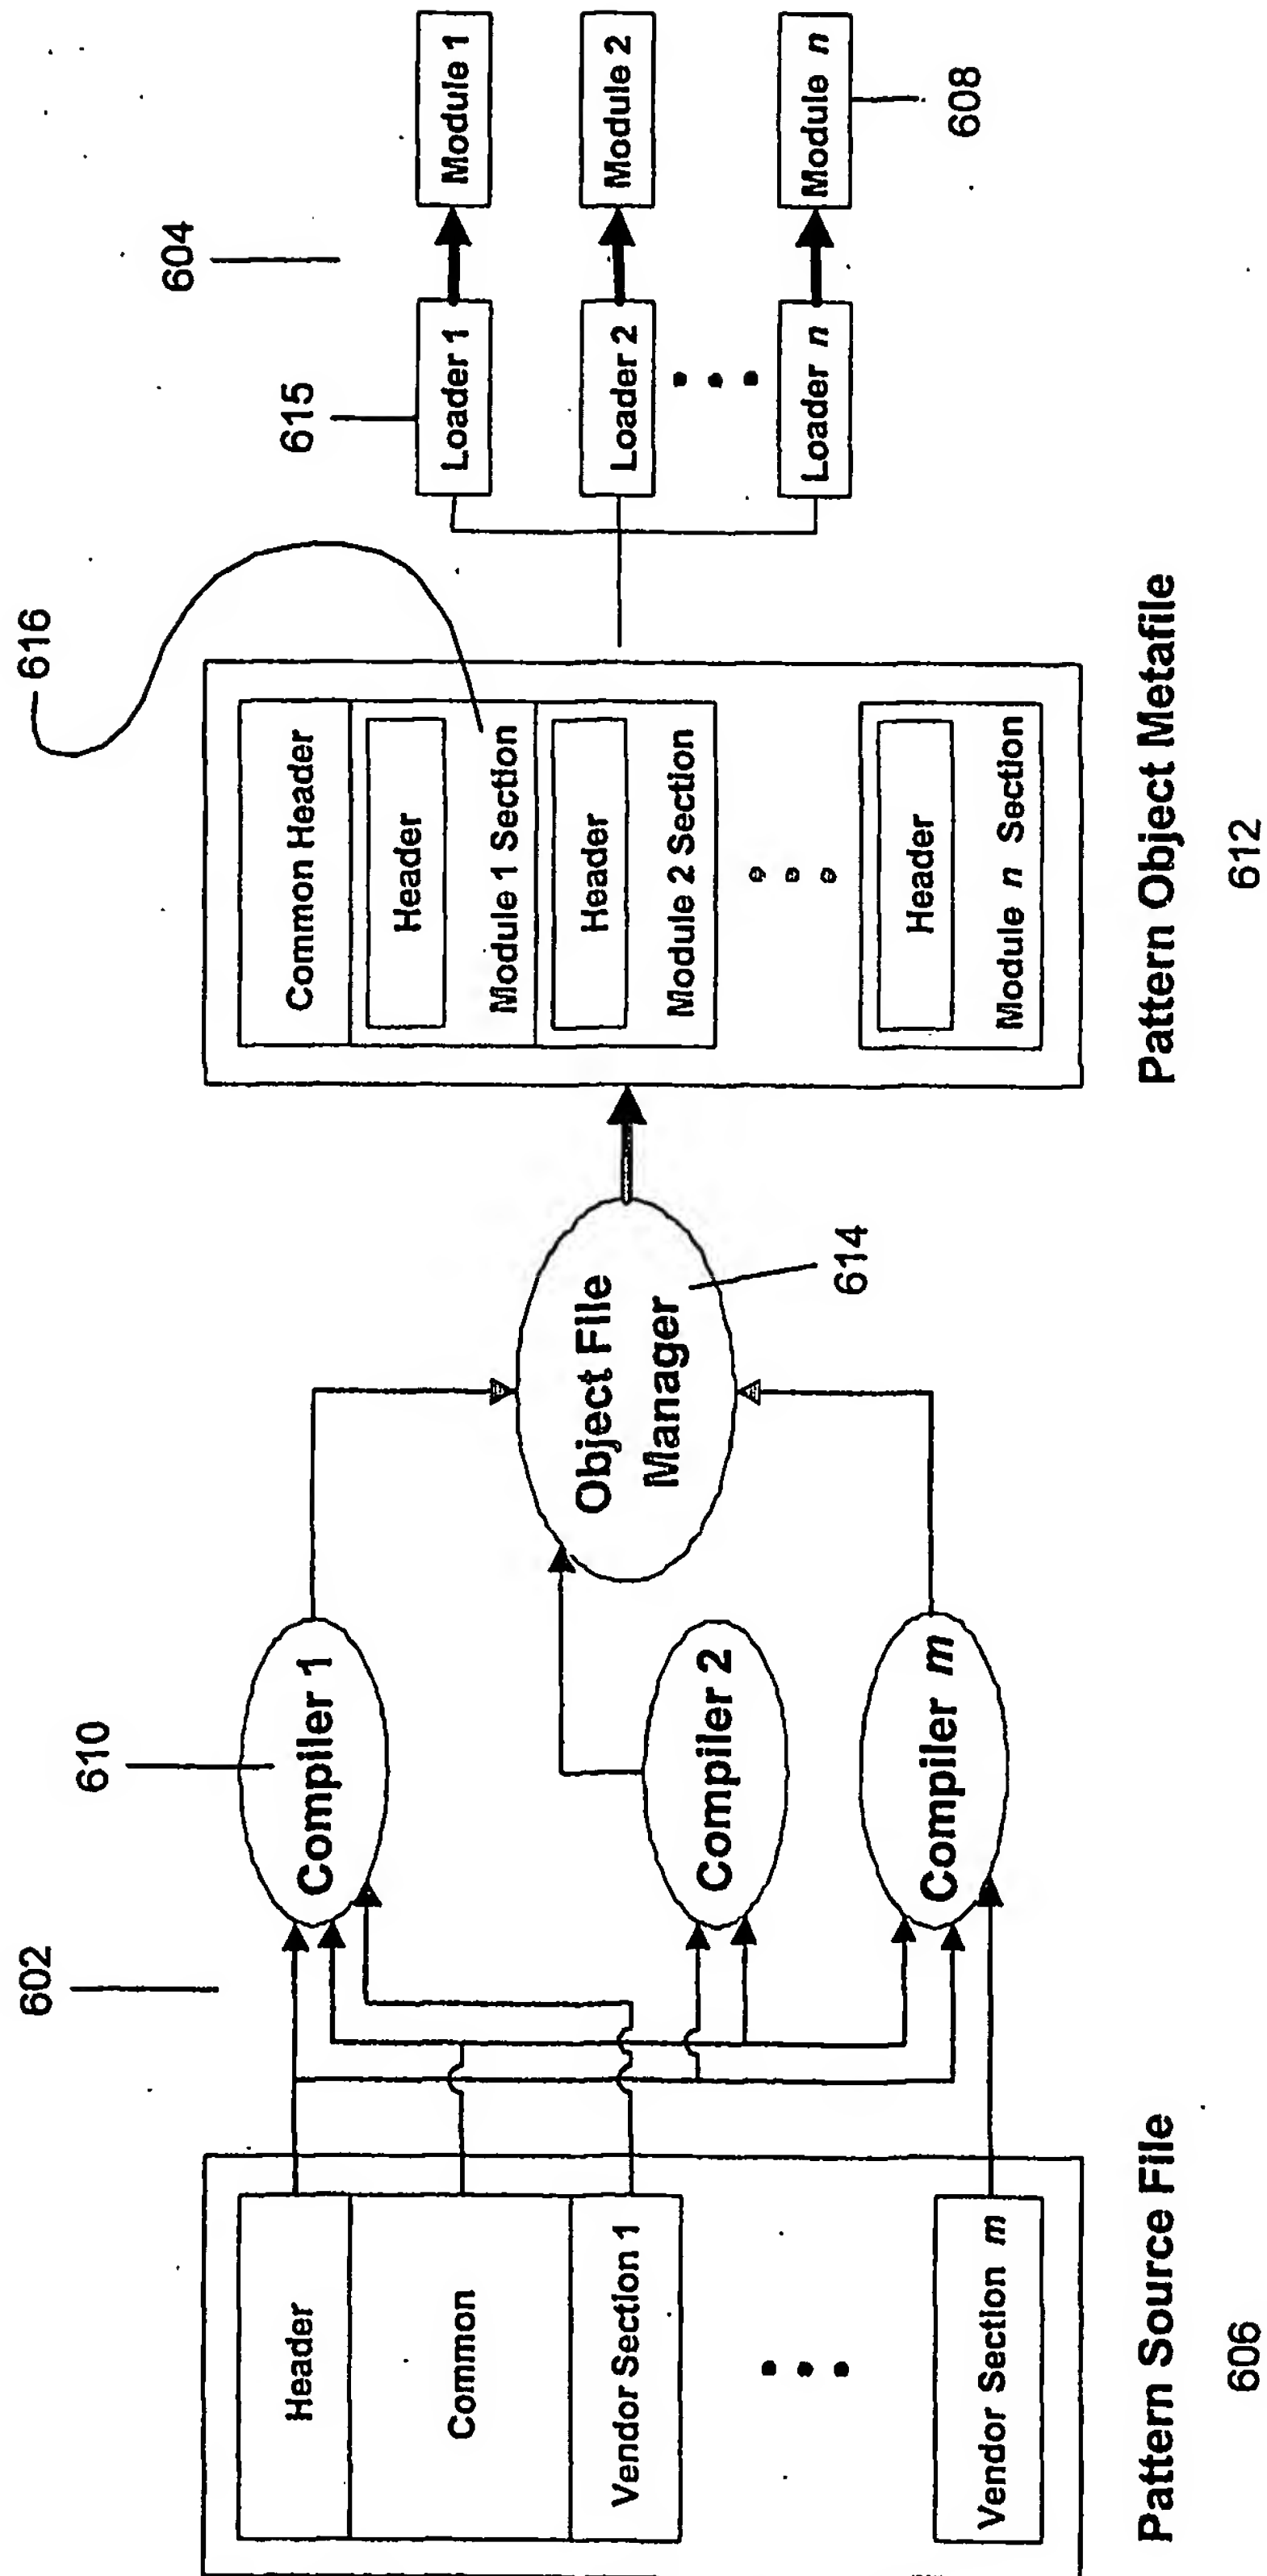 602
610
616
615
604
Header
Common
Vendor Section 1
Vendor Section m
Pattern Source File
606
Compiler 1
Compiler 2
Compiler m
Object File
Manager
614
Common Header
Header
Module 1 Section
Header
Module 2 Section
Header
Module n Section
Pattern Object Metafile
612
Loader 1
Loader 2
Loader n
Module 1
Module 2
Module n
608